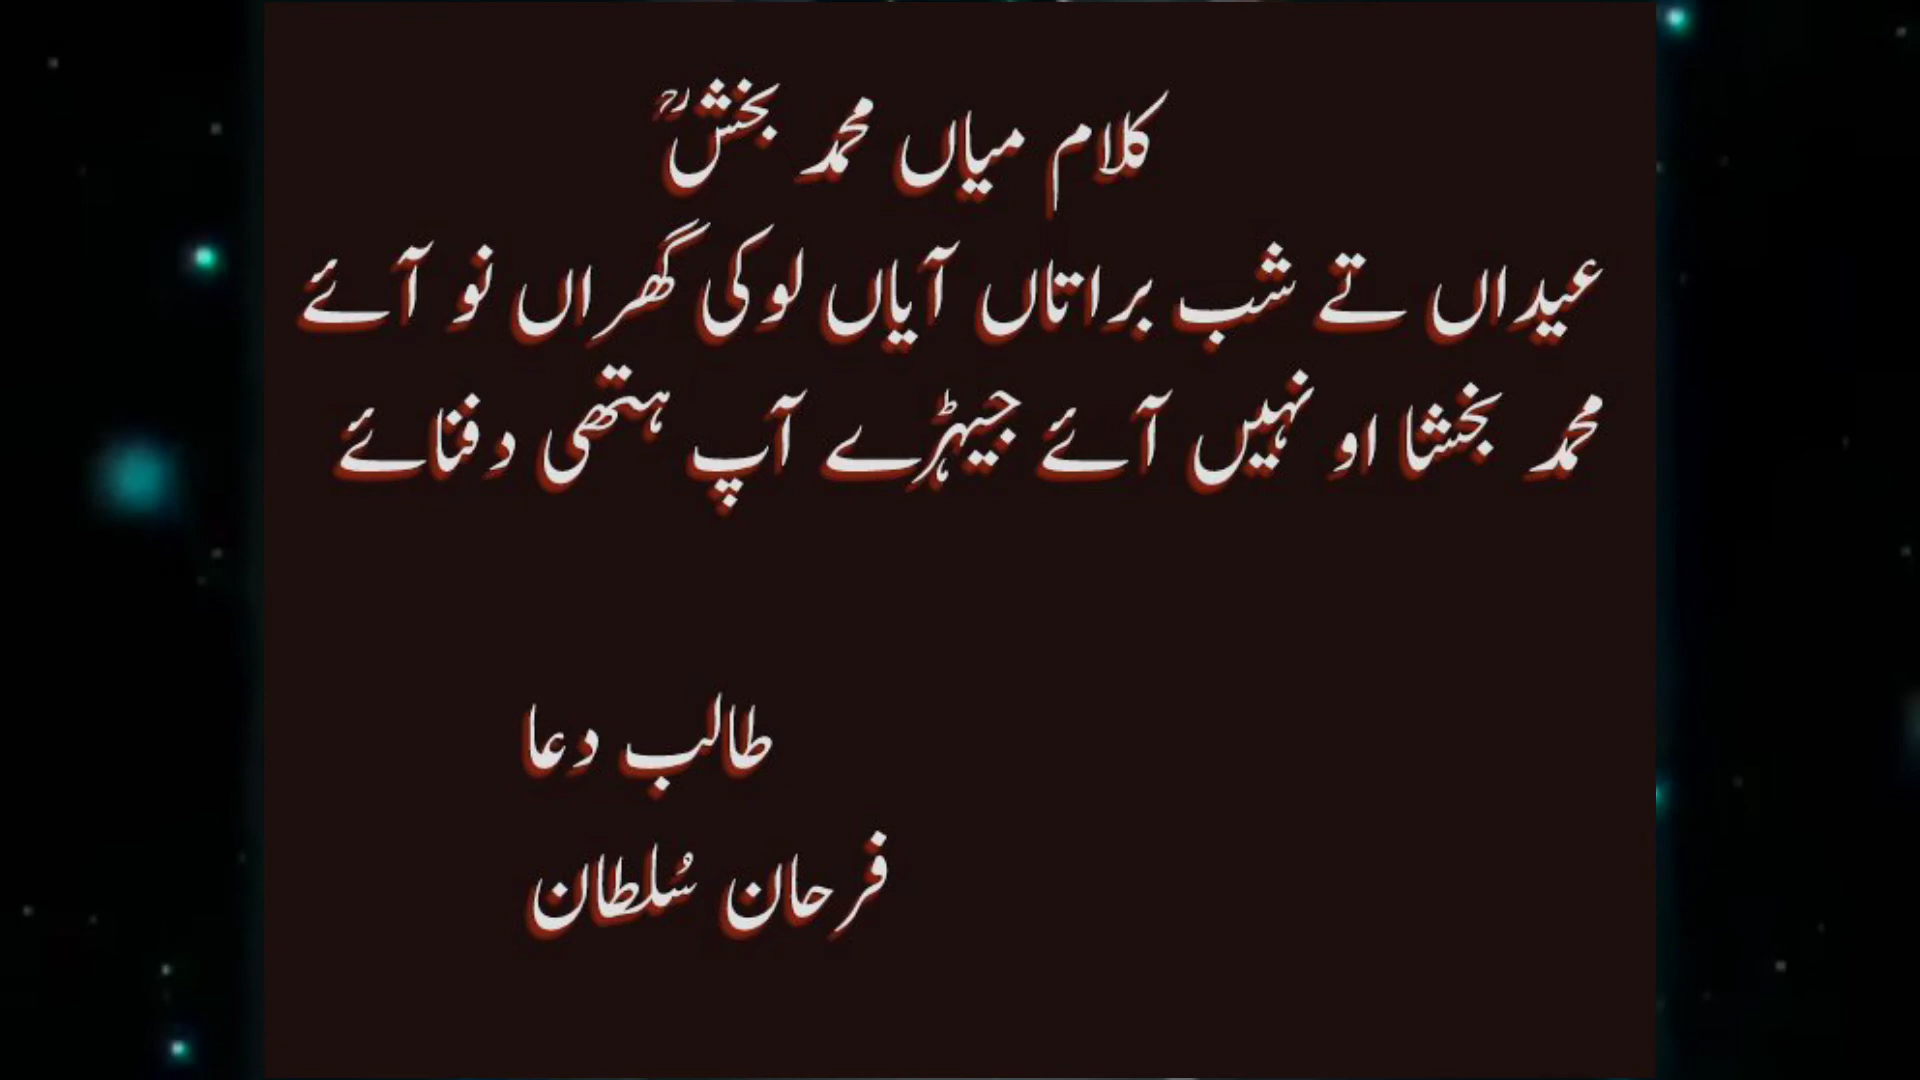 کلام میاں محمد بخشؒ
عیداں تے شب براتاں آیاں لوکی گھراں نو آئے
محمد بخشا او نہیں آئے جیہڑے آپ ہتھی دفنائے
طالب دعا
فرحان سُلطان